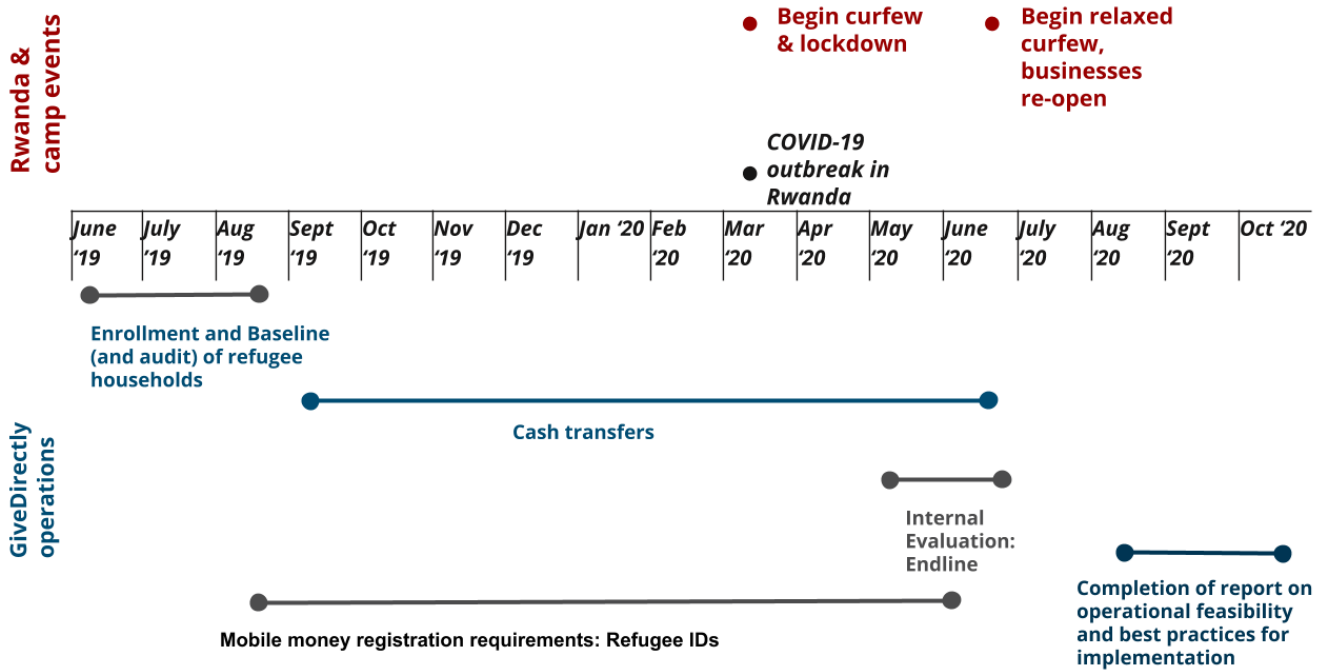 Rwanda &
camp events
Begin curfew
& lockdown
Begin relaxed
curfew,
businesses
re-open
COVID-19
outbreak in
Rwanda
June
‘19
July
‘19
Aug
‘19
Sept
‘19
Oct
‘19
Nov
‘19
Dec
‘19
Jan ‘20
Feb
‘20
Mar
‘20
Apr
‘20
May
‘20
June
‘20
July
‘20
Aug
‘20
Sept
‘20
Oct ‘20
GiveDirectly
operations
Enrollment and Baseline
(and audit) of refugee
households
Cash transfers
Internal
Evaluation:
Endline
Completion of report on
operational feasibility
and best practices for
implementation
Mobile money registration requirements: Refugee IDs